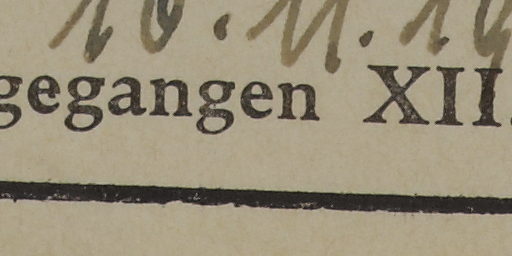 10. 11. 19
gegangen XII.